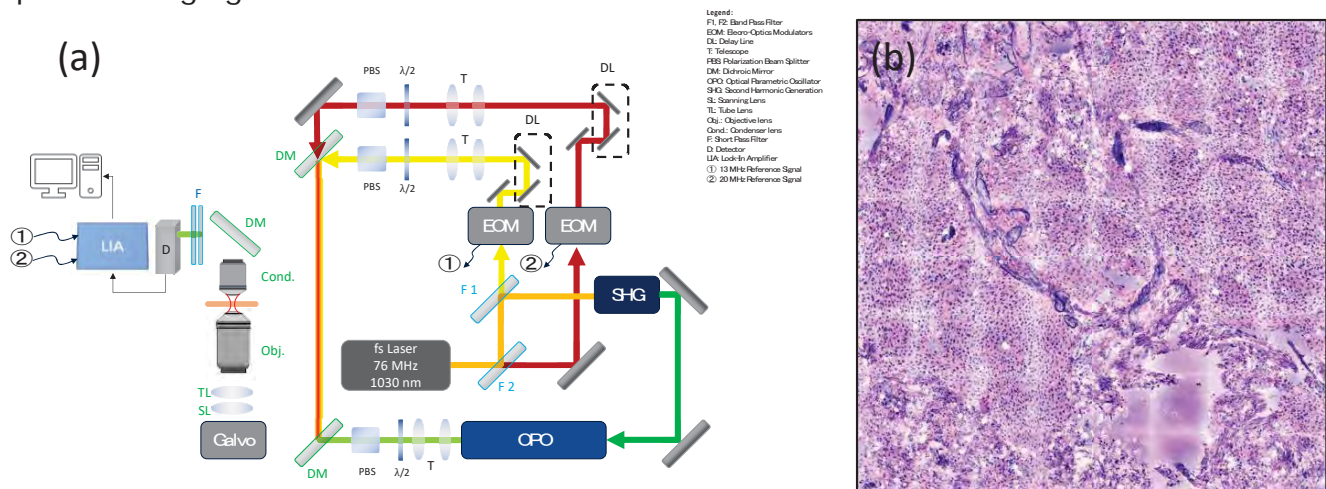 (a)
Legend:
F1, F2: Band Pass Filter
EOM: Elecro-Optics Modulators
DL: Delay Line
T: Telescope
PBS: Polarization Beam Splitter
DM: Dichroic Mirror
OPO: Optical Parametric Oscillator
SHG: Second Harmonic Generation
SL: Scanning Lens
TL: Tube Lens
Obj.: Objective lens
Cond.: Condenser lens
F: Short Pass Filter
D: Detector
LIA: Lock-In Amplifier
① 13 MHz Reference Signal
② 20 MHz Reference Signal
(b)
PBS λ/2 T DL
DL
DM
T
PBS λ/2
F
DM
① LIA D
②
EOM EOM
① ②
Cond.
F 1 SHG
Obj.
fs Laser
76 MHz
1030 nm
F 2
TL
SL
Galvo
OPO
DM PBS λ/2 T